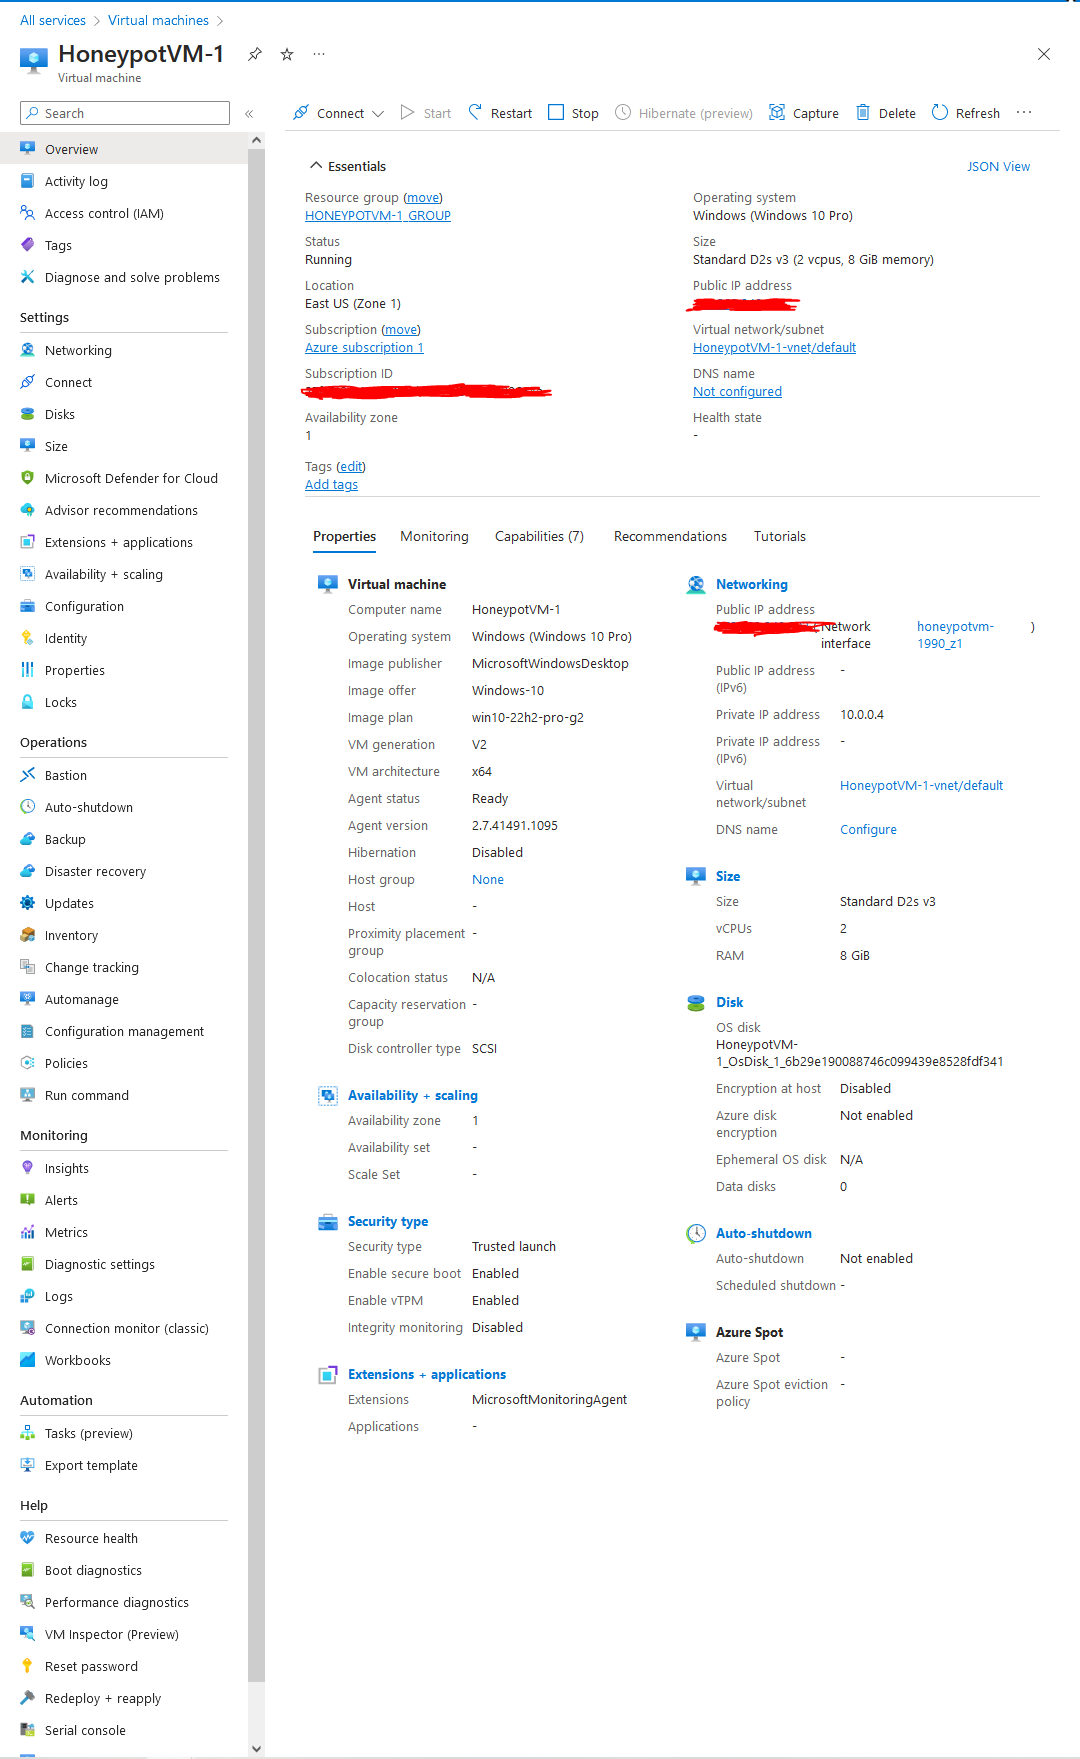 All services > Virtual machines >
HoneypotVM-1
Virtual machine
Search
Overview
Activity log
Access control (IAM)
Tags
Diagnose and solve problems
Settings
Networking
Connect
Disks
Size
Microsoft Defender for Cloud
Advisor recommendations
Extensions + applications
Availability + scaling
Configuration
Identity
Properties
Locks
Operations
Bastion
Auto-shutdown
Backup
Disaster recovery
Updates
Inventory
Change tracking
Automanage
Configuration management
Policies
Run command
Monitoring
Insights
Alerts
Metrics
Diagnostic settings
Logs
Connection monitor (classic)
Workbooks
Automation
Tasks (preview)
Export template
Help
Resource health
Boot diagnostics
Performance diagnostics
VM Inspector (Preview)
Reset password
Redeploy + reapply
Serial console
Connect Start Restart Stop Hibernate (preview) Capture Delete Refresh
Essentials
JSON View
Resource group (move)
HONEYPOTVM-1_GROUP
Status
Running
Location
East US (Zone 1)
Subscription (move)
Azure subscription 1
Subscription ID
Availability zone
1
Tags (edit)
Add tags
Operating system
Windows (Windows 10 Pro)
Size
Standard D2s v3 (2 vcpus, 8 GiB memory)
Public IP address
Virtual network/subnet
HoneypotVM-1-vnet/default
DNS name
Not configured
Health state
-
Properties Monitoring Capabilities (7) Recommendations Tutorials
Virtual machine
Computer name HoneypotVM-1
Operating system Windows (Windows 10 Pro)
Image publisher MicrosoftWindowsDesktop
Image offer Windows-10
Image plan win10-22h2-pro-g2
VM generation V2
VM architecture x64
Agent status Ready
Agent version 2.7.41491.1095
Hibernation Disabled
Host group None
Host -
Proximity placement -
group
Colocation status N/A
Capacity reservation -
group
Disk controller type SCSI
Availability + scaling
Availability zone 1
Availability set -
Scale Set -
Security type
Security type Trusted launch
Enable secure boot Enabled
Enable vTPM Enabled
Integrity monitoring Disabled
Extensions + applications
Extensions MicrosoftMonitoringAgent
Applications -
Networking
Public IP address
( Network honeypotvm- )
interface 1990_z1
Public IP address -
(IPv6)
Private IP address 10.0.0.4
Private IP address -
(IPv6)
Virtual HoneypotVM-1-vnet/default
network/subnet
DNS name Configure
Size
Size Standard D2s v3
vCPUs 2
RAM 8 GiB
Disk
OS disk
HoneypotVM-
1_OsDisk_1_6b29e190088746c099439e8528fdf341
Encryption at host Disabled
Azure disk Not enabled
encryption
Ephemeral OS disk N/A
Data disks 0
Auto-shutdown
Auto-shutdown Not enabled
Scheduled shutdown -
Azure Spot
Azure Spot -
Azure Spot eviction -
policy